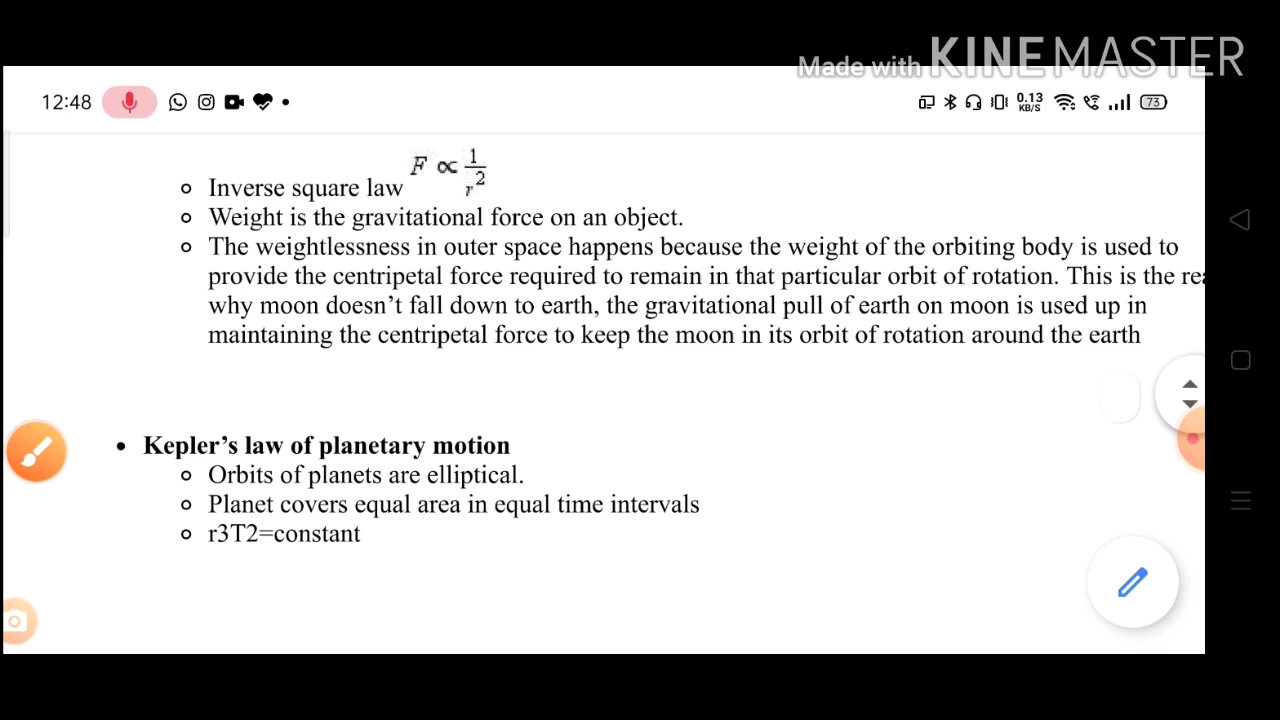 Made with KINEMASTER
12:48 0.13 KB/S 73
F ∝ 1/r²
Inverse square law
Weight is the gravitational force on an object.
The weightlessness in outer space happens because the weight of the orbiting body is used to
provide the centripetal force required to remain in that particular orbit of rotation. This is the
why moon doesn't fall down to earth, the gravitational pull of earth on moon is used up in
maintaining the centripetal force to keep the moon in its orbit of rotation around the earth
Kepler's law of planetary motion
Orbits of planets are elliptical.
Planet covers equal area in equal time intervals
r3T2=constant